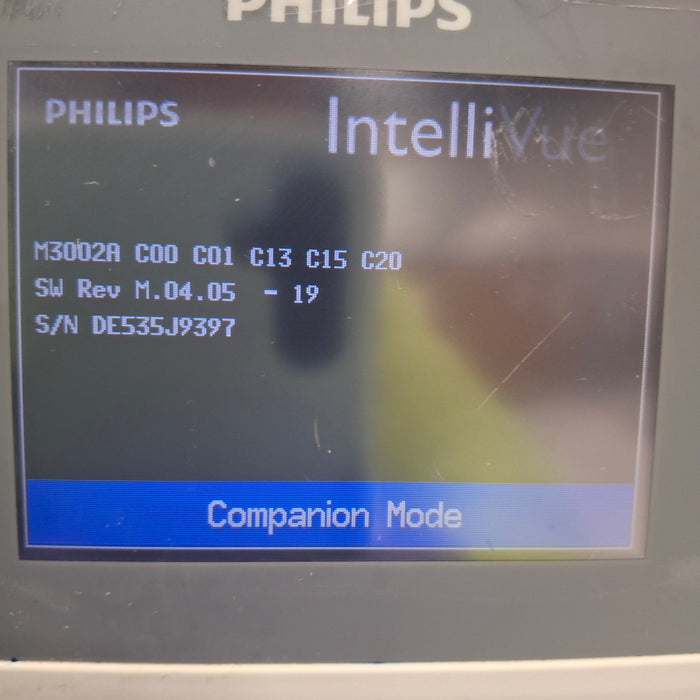 PHILIPS
PHILIPS IntelliVue
M3002A C00 C01 C13 C15 C20
SW Rev M.04.05 - 19
S/N DE535J9397
Companion Mode